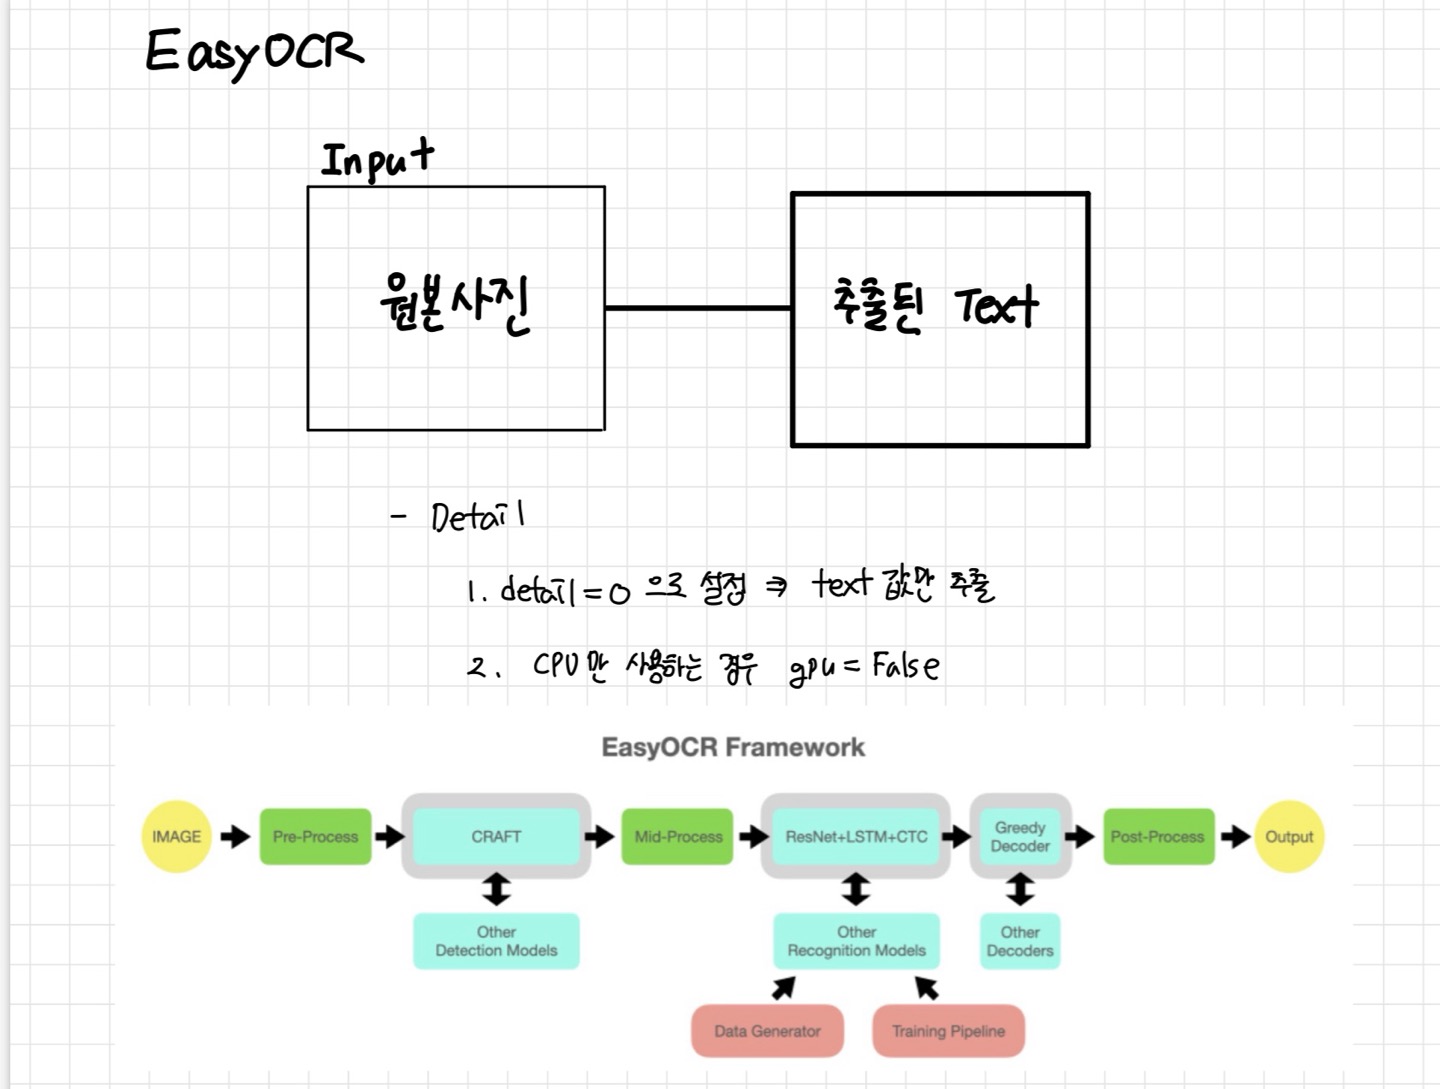 EasyOCR
Input
원본사진
추출된 Text
- Detail
1. detail=0 으로 설정 ⇒ text 값만 추출
2. CPU만 사용하는 경우 gpu = False
EasyOCR Framework
IMAGE
Pre-Process
CRAFT
Mid-Process
ResNet+LSTM+CTC
Greedy
Decoder
Post-Process
Output
Other
Detection Models
Other
Recognition Models
Other
Decoders
Data Generator
Training Pipeline